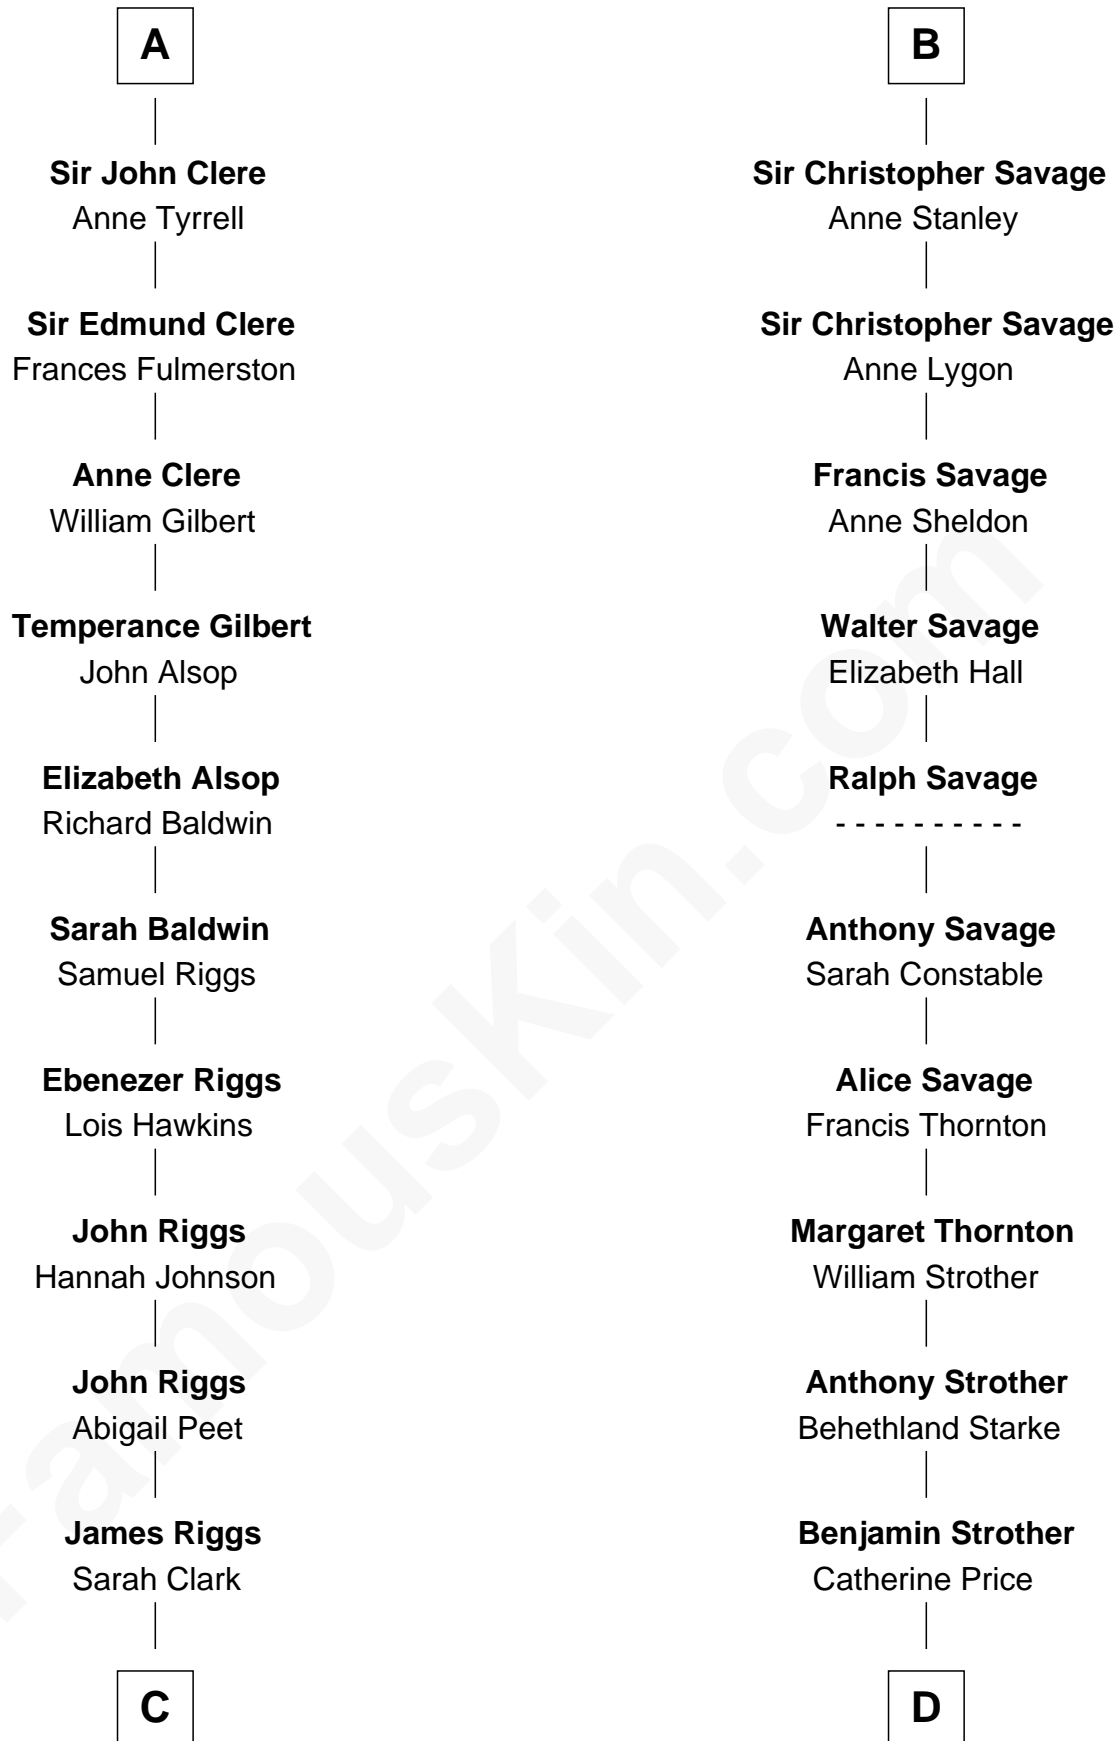 A
Sir John Clere
Anne Tyrrell
Sir Edmund Clere
Frances Fulmerston
Anne Clere
William Gilbert
Temperance Gilbert
John Alsop
Elizabeth Alsop
Richard Baldwin
Sarah Baldwin
Samuel Riggs
Ebenezer Riggs
Lois Hawkins
John Riggs
Hannah Johnson
John Riggs
Abigail Peet
James Riggs
Sarah Clark
C
B
Sir Christopher Savage
Anne Stanley
Sir Christopher Savage
Anne Lygon
Francis Savage
Anne Sheldon
Walter Savage
Elizabeth Hall
Ralph Savage
- - - - - - - - - -
Anthony Savage
Sarah Constable
Alice Savage
Francis Thornton
Margaret Thornton
William Strother
Anthony Strother
Behethland Starke
Benjamin Strother
Catherine Price
D
FamousKin.com